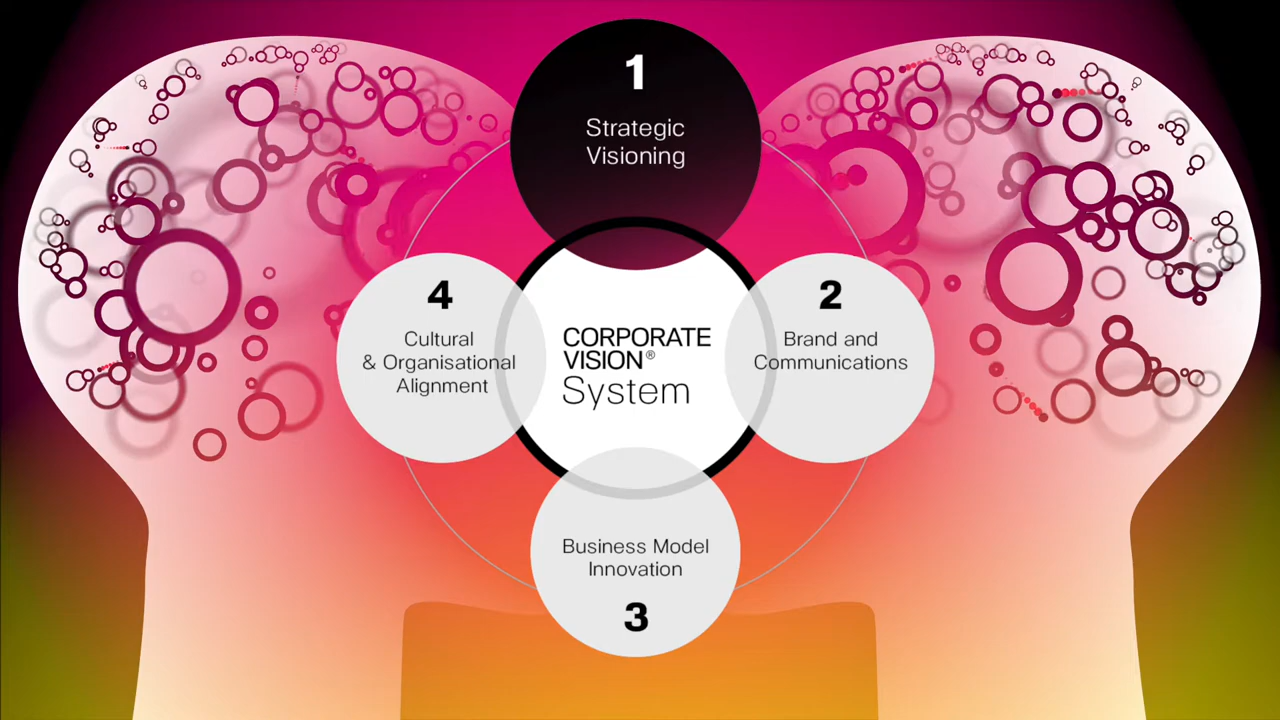 1
Strategic
Visioning
4
Cultural
& Organisational
Alignment
CORPORATE
VISION®
System
2
Brand and
Communications
Business Model
Innovation
3